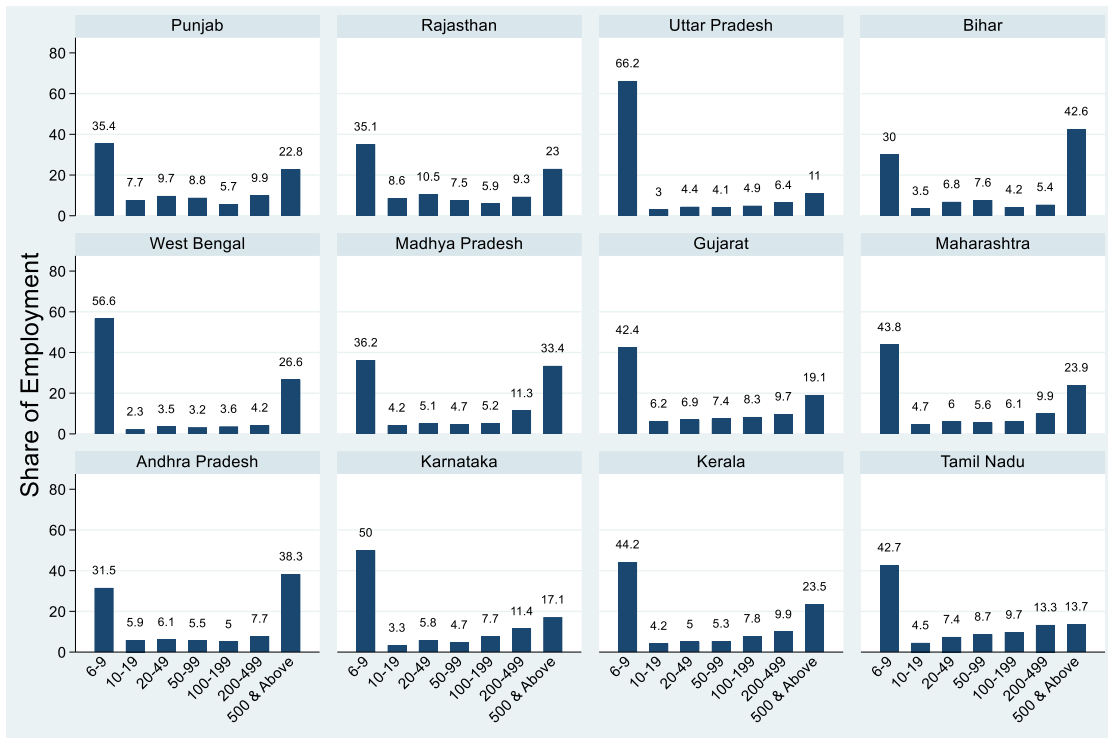 Share of Employment
Punjab Rajasthan Uttar Pradesh Bihar
80
60
40
20
0
35.4 7.7 9.7 8.8 5.7 9.9 22.8
35.1 8.6 10.5 7.5 5.9 9.3 23
66.2 3 4.4 4.1 4.9 6.4 11
30 3.5 6.8 7.6 4.2 5.4 42.6
West Bengal Madhya Pradesh Gujarat Maharashtra
80
60
40
20
0
56.6 2.3 3.5 3.2 3.6 4.2 26.6
36.2 4.2 5.1 4.7 5.2 11.3 33.4
42.4 6.2 6.9 7.4 8.3 9.7 19.1
43.8 4.7 6 5.6 6.1 9.9 23.9
Andhra Pradesh Karnataka Kerala Tamil Nadu
80
60
40
20
0
31.5 5.9 6.1 5.5 5 7.7 38.3
50 3.3 5.8 4.7 7.7 11.4 17.1
44.2 4.2 5 5.3 7.8 9.9 23.5
42.7 4.5 7.4 8.7 9.7 13.3 13.7
6-9 10-19 20-49 50-99 100-199 200-499 500 & Above
6-9 10-19 20-49 50-99 100-199 200-499 500 & Above
6-9 10-19 20-49 50-99 100-199 200-499 500 & Above
6-9 10-19 20-49 50-99 100-199 200-499 500 & Above